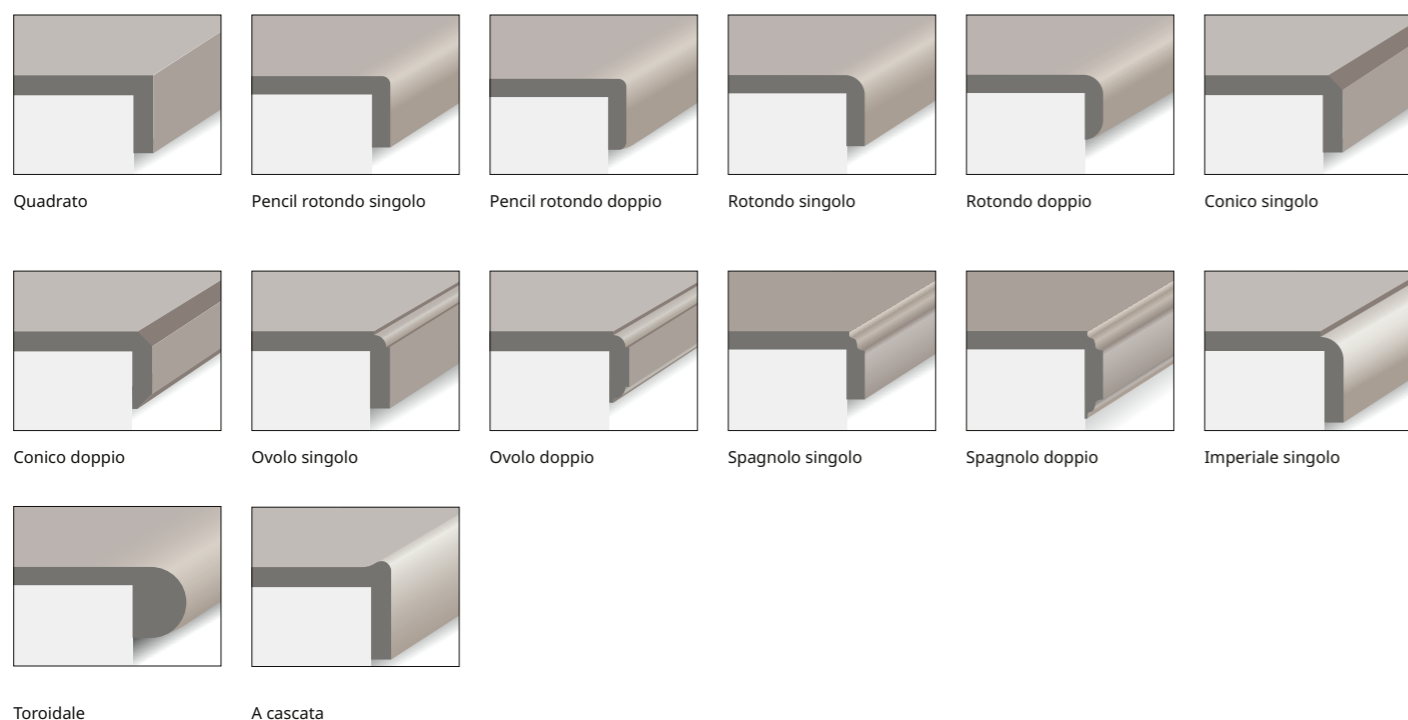 Quadrato
Pencil rotondo singolo
Pencil rotondo doppio
Rotondo singolo
Rotondo doppio
Conico singolo
Conico doppio
Ovolo singolo
Ovolo doppio
Spagnolo singolo
Spagnolo doppio
Imperiale singolo
Toroidale
A cascata